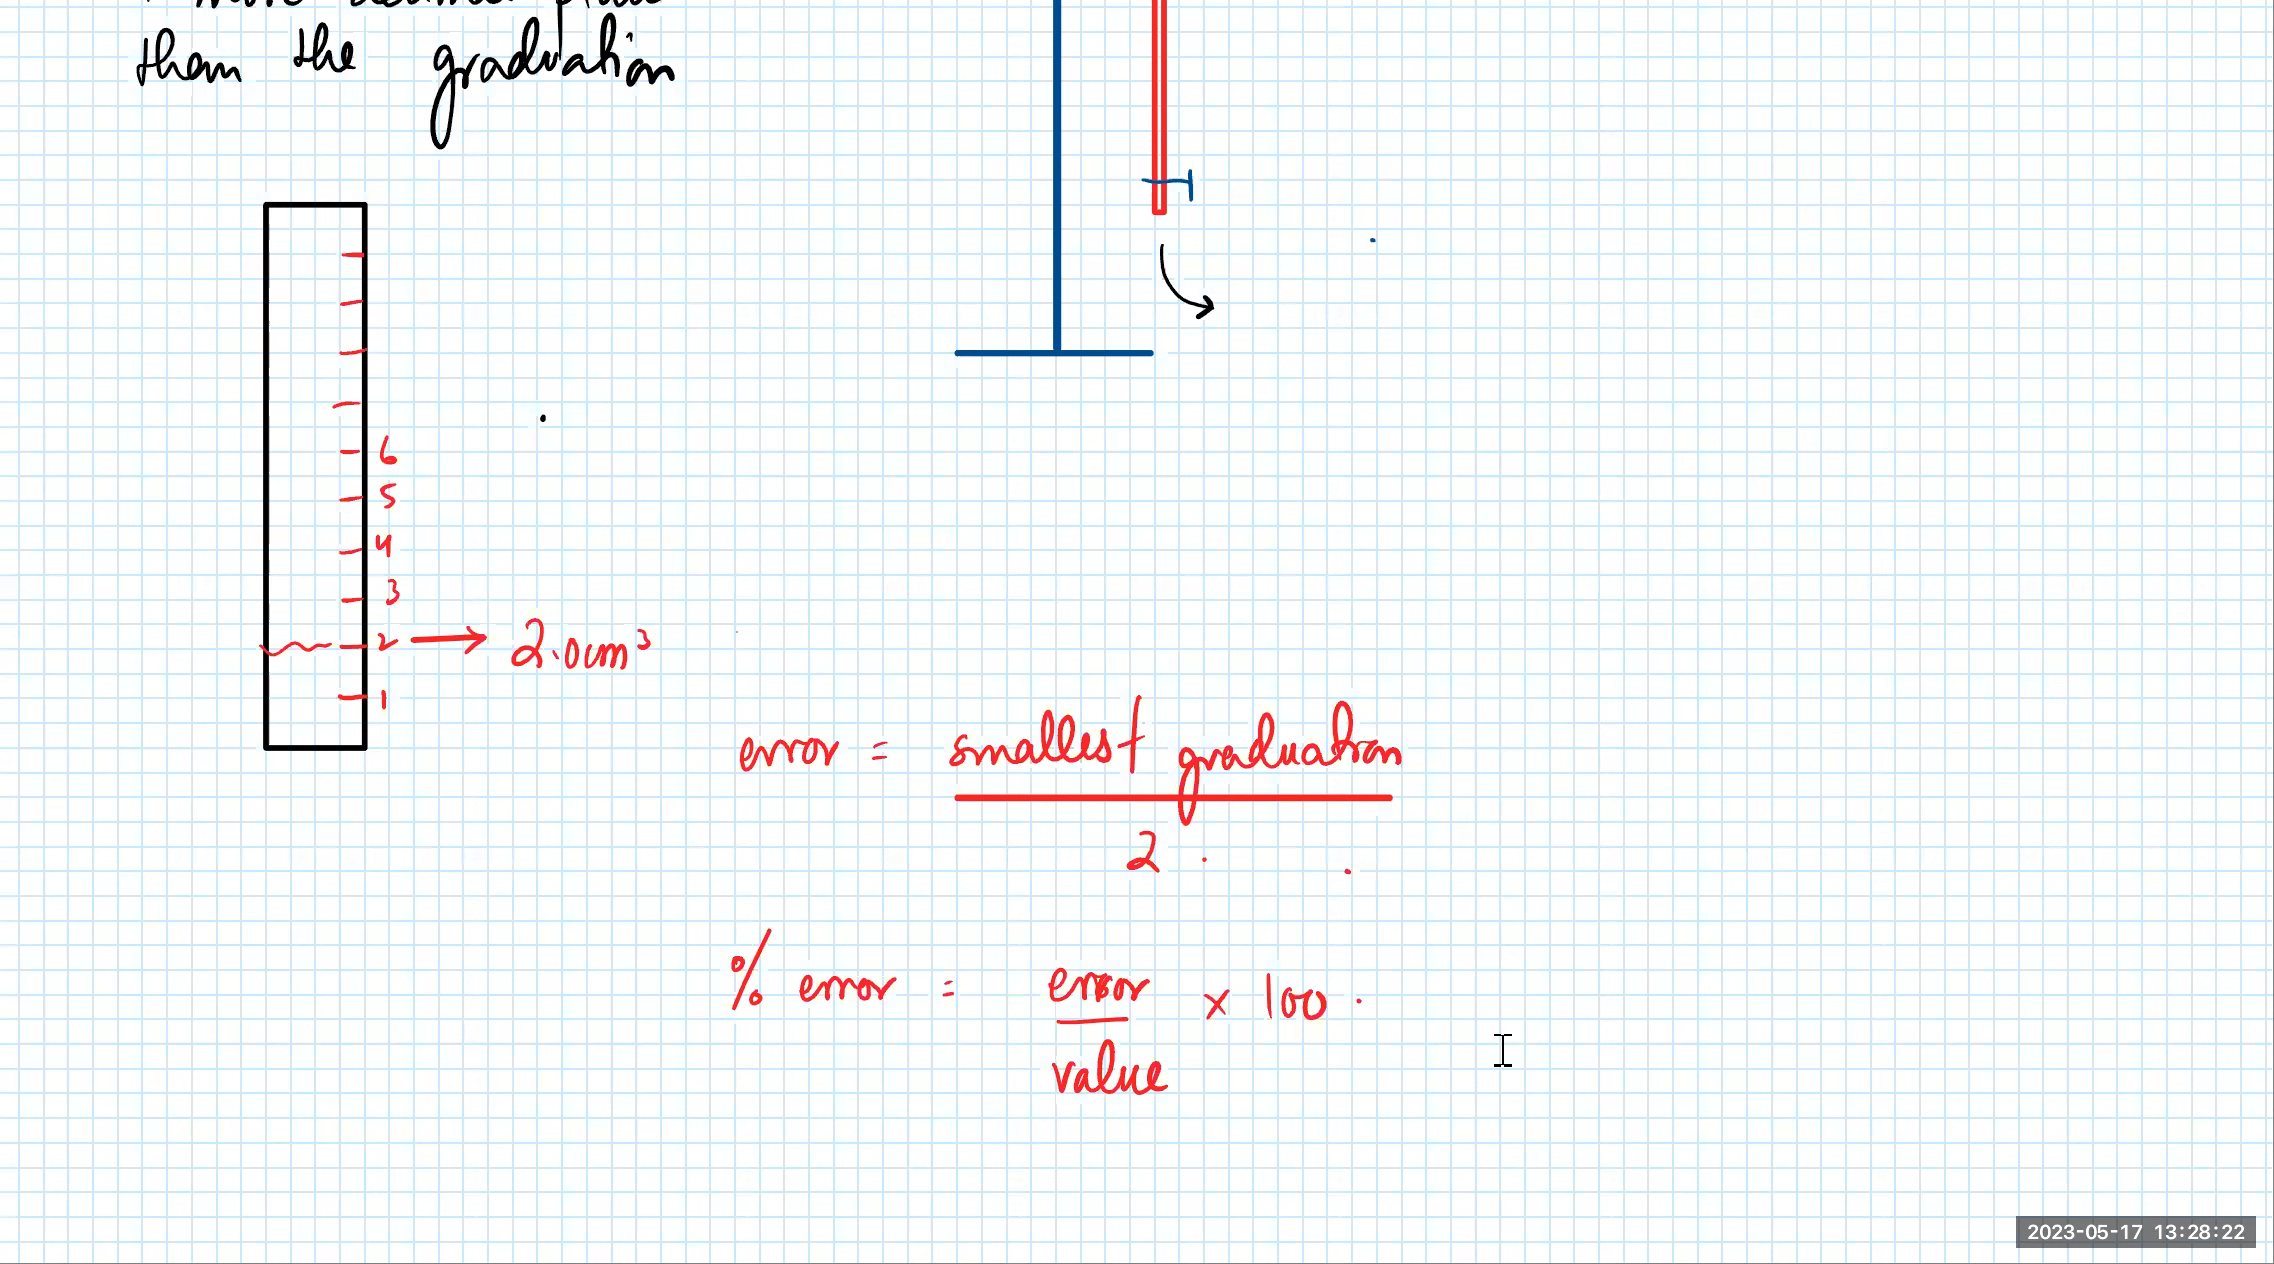 them the graduation
6
5
4
3
2 → 2.0cm³
1
error = smallest graduation
2
% error = error × 100
value
2023-05-17 13:28:22